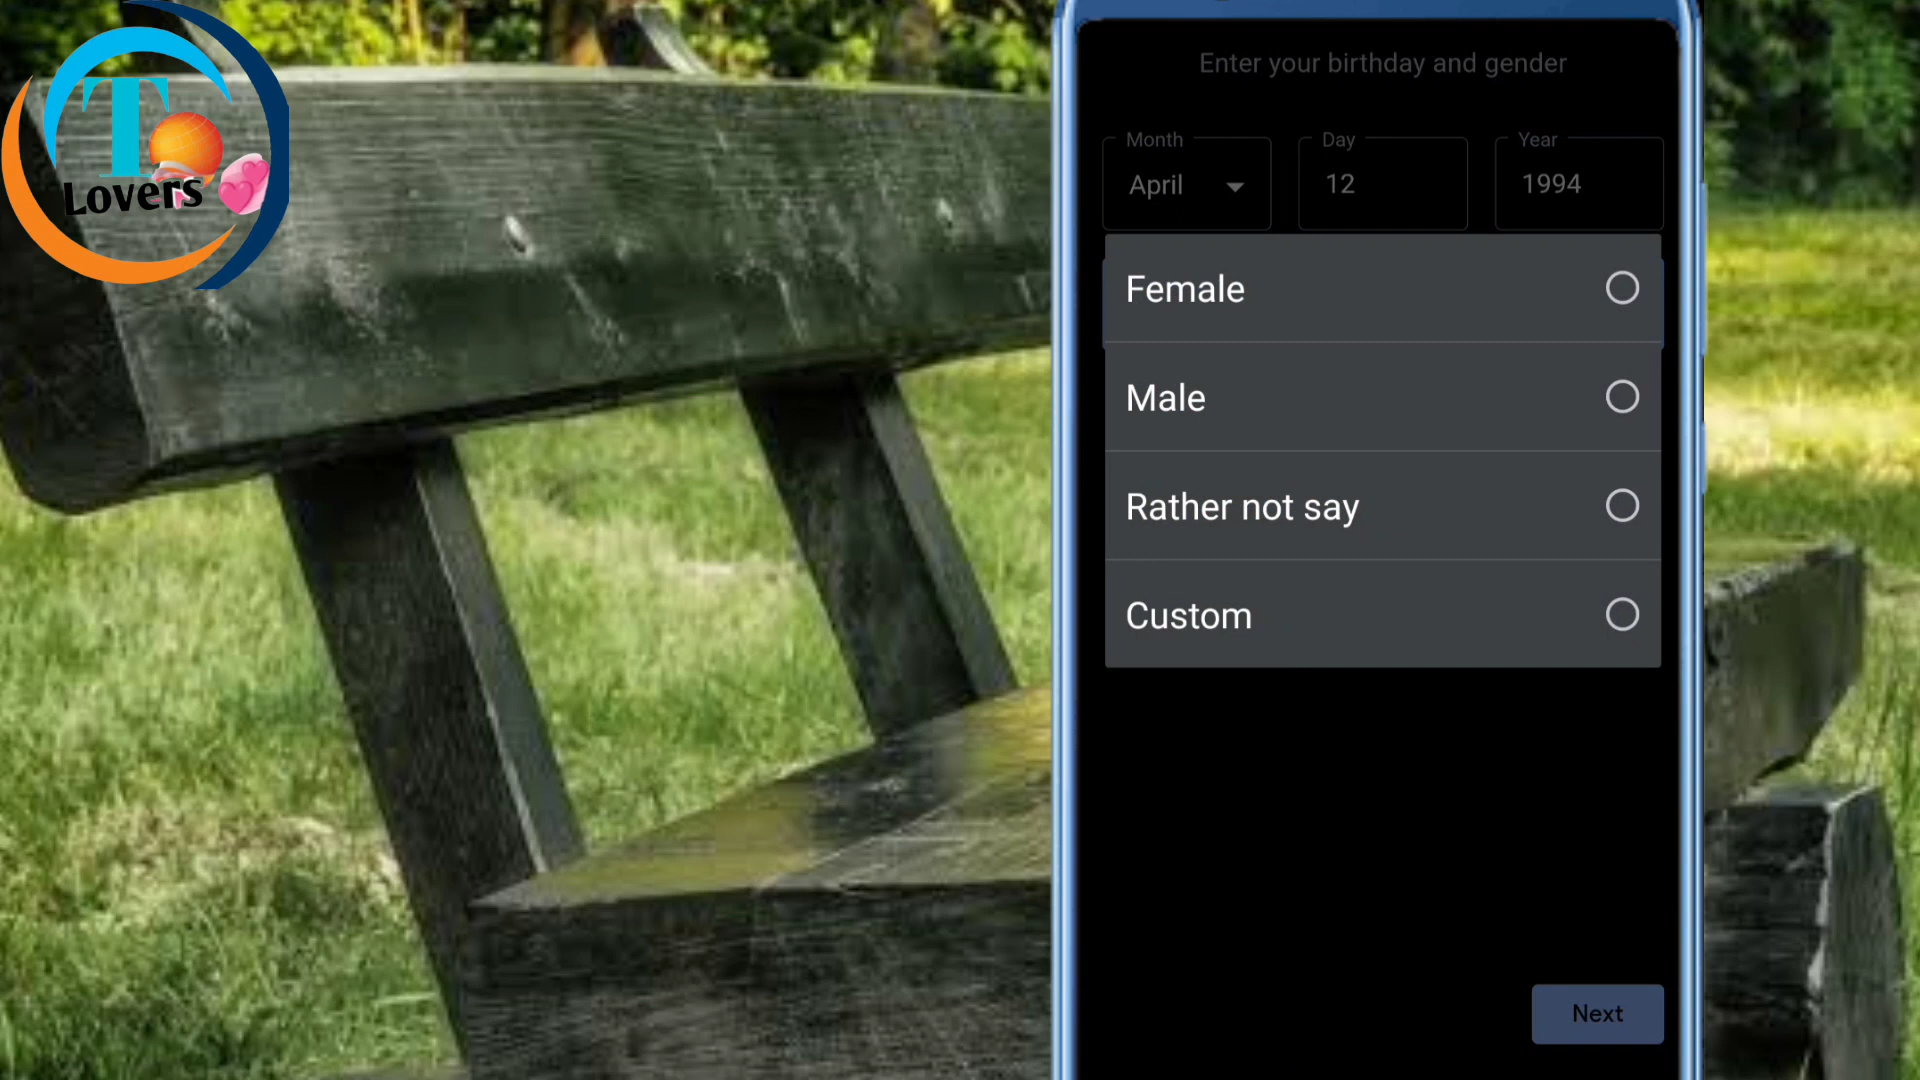 T
Lovers
Enter your birthday and gender
Month
Day
Year
April
12
1994
Female
Male
Rather not say
Custom
Next